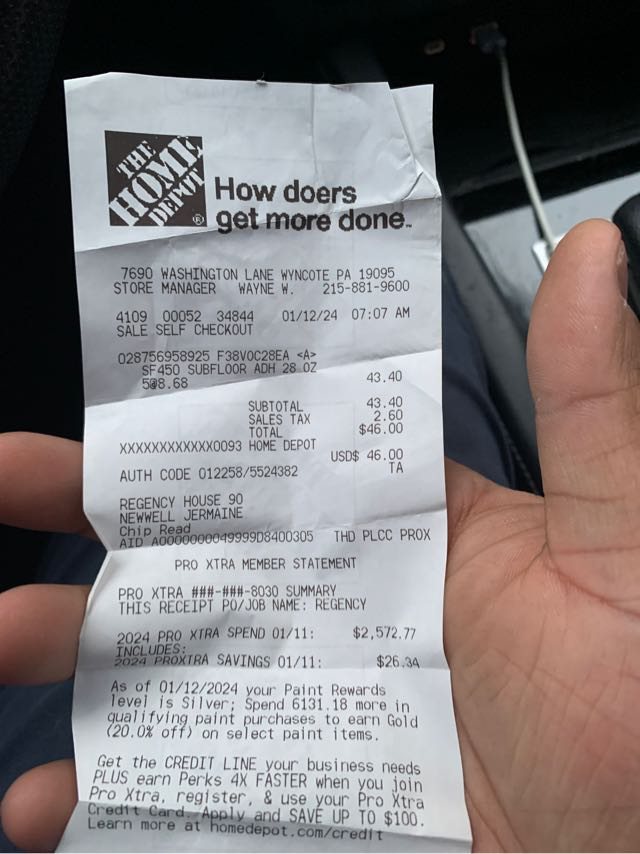 THE
HOME
DEPOT®
How doers
get more done™
7690 WASHINGTON LANE WYNCOTE PA 19095
STORE MANAGER WAYNE W. 215-881-9600
4109 00052 34844 01/12/24 07:07 AM
SALE SELF CHECKOUT
028756958925 F38V0C28EA <A>
SF450 SUBFLOOR ADH 28 OZ
5@8.68 43.40
SUBTOTAL 43.40
SALES TAX 2.60
TOTAL $46.00
XXXXXXXXXXXX0093 HOME DEPOT
USD$ 46.00
AUTH CODE 012258/5524382 TA
REGENCY HOUSE 90
NEWWELL JERMAINE
Chip Read
AID A0000000049999D8400305 THD PLCC PROX
PRO XTRA MEMBER STATEMENT
PRO XTRA ###-###-8030 SUMMARY
THIS RECEIPT PO/JOB NAME: REGENCY
2024 PRO XTRA SPEND 01/11: $2,572.77
INCLUDES:
2024 PROXTRA SAVINGS 01/11: $26.34
As of 01/12/2024 your Paint Rewards
level is Silver; Spend 6131.18 more in
qualifying paint purchases to earn Gold
(20.0% off) on select paint items.
Get the CREDIT LINE your business needs
PLUS earn Perks 4X FASTER when you join
Pro Xtra, register, & use your Pro Xtra
Credit Card. Apply and SAVE UP TO $100.
Learn more at homedepot.com/credit